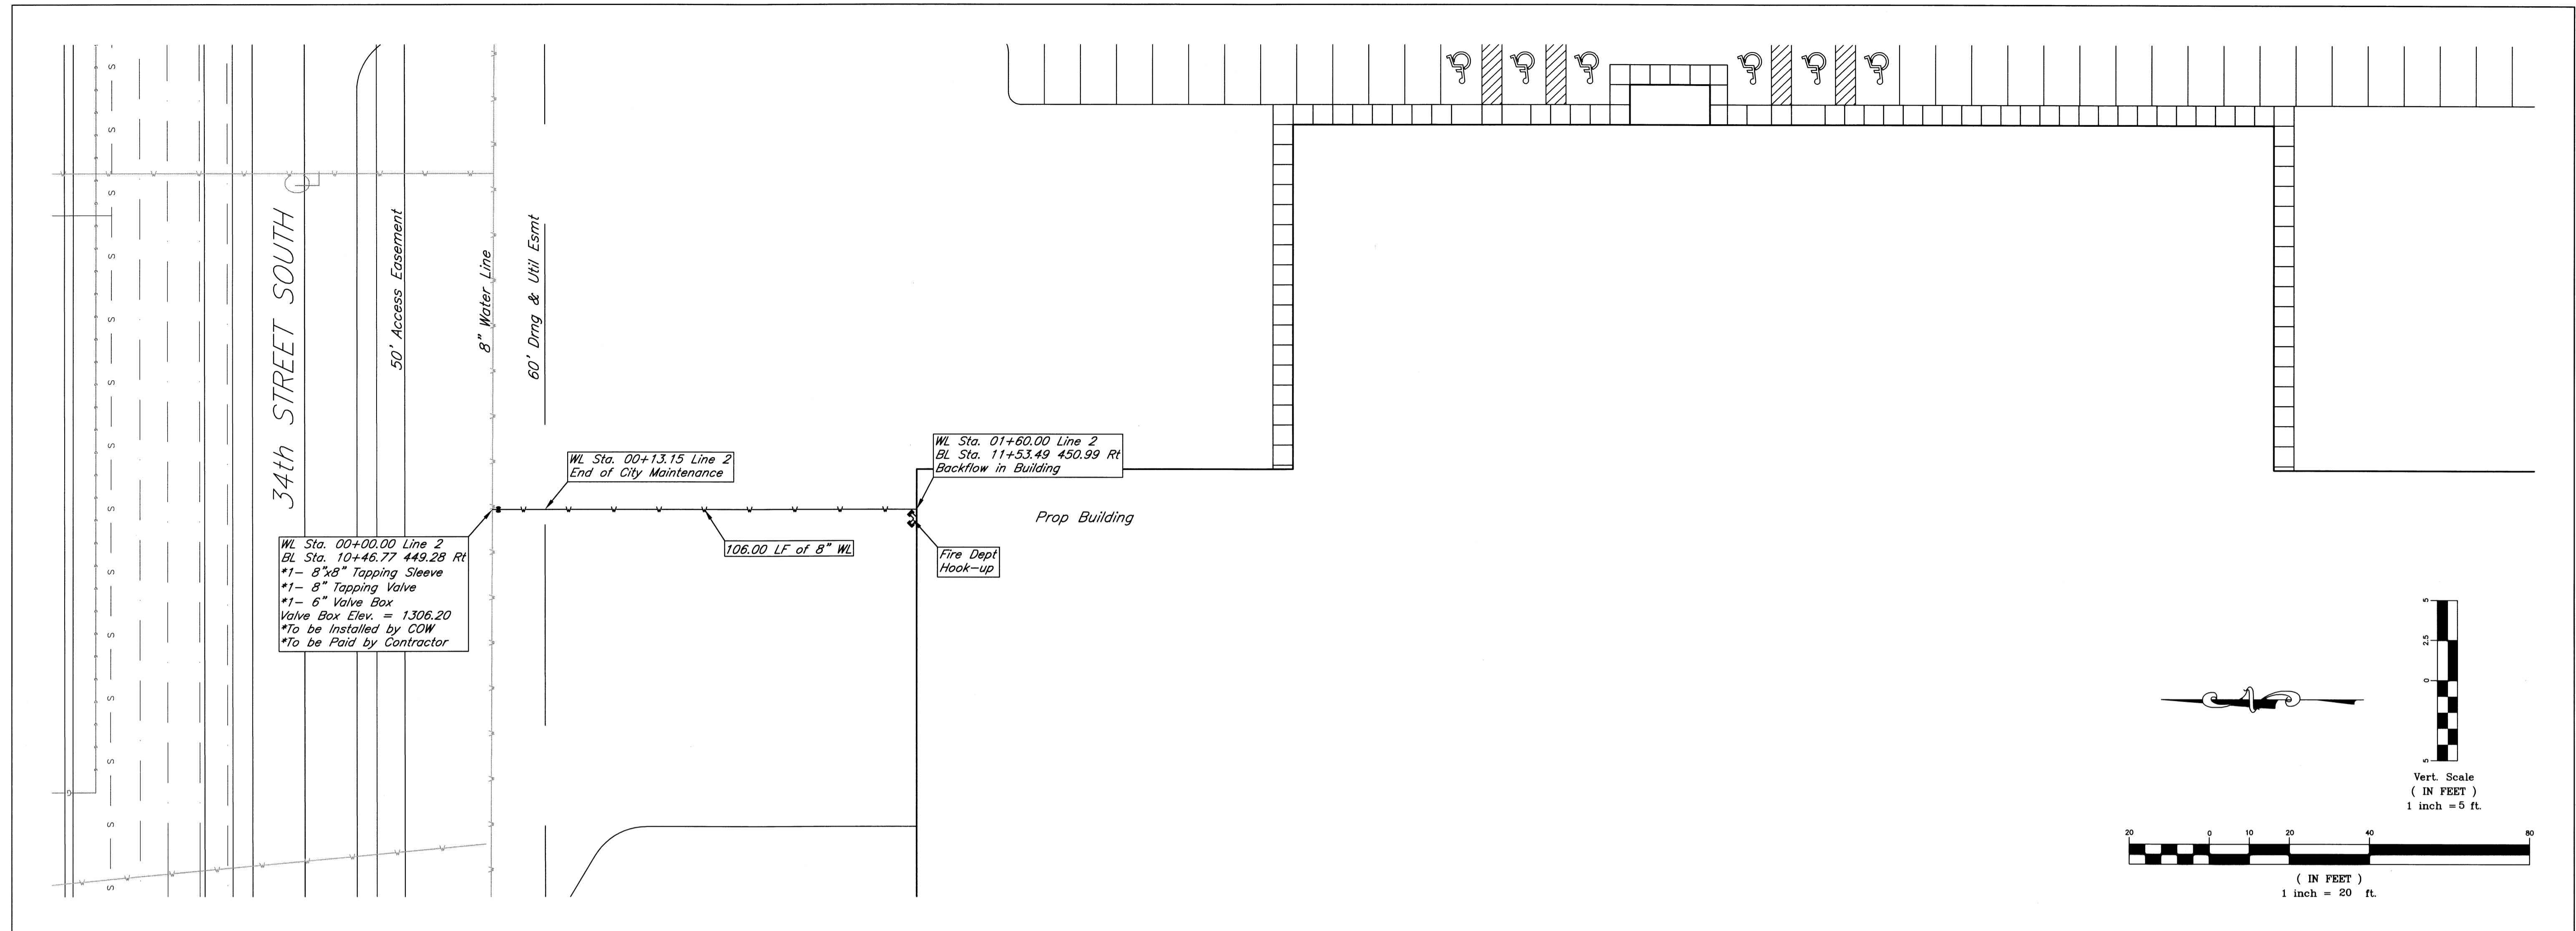 34th STREET SOUTH
50' Access Easement
8" Water Line
60' Drng & Util Esmt
WL Sta. 00+13.15 Line 2
End of City Maintenance
WL Sta. 01+60.00 Line 2
BL Sta. 11+53.49 450.99 Rt
Backflow in Building
Prop Building
WL Sta. 00+00.00 Line 2
BL Sta. 10+46.77 449.28 Rt
*1- 8"x8" Tapping Sleeve
*1- 8" Tapping Valve
*1- 6" Valve Box
Valve Box Elev. = 1306.20
*To be Installed by COW
*To be Paid by Contractor
106.00 LF of 8" WL
Fire Dept
Hook-up
5
2.5
0
5
Vert. Scale
( IN FEET )
1 inch = 5 ft.
20 0 10 20 40 80
( IN FEET )
1 inch = 20 ft.